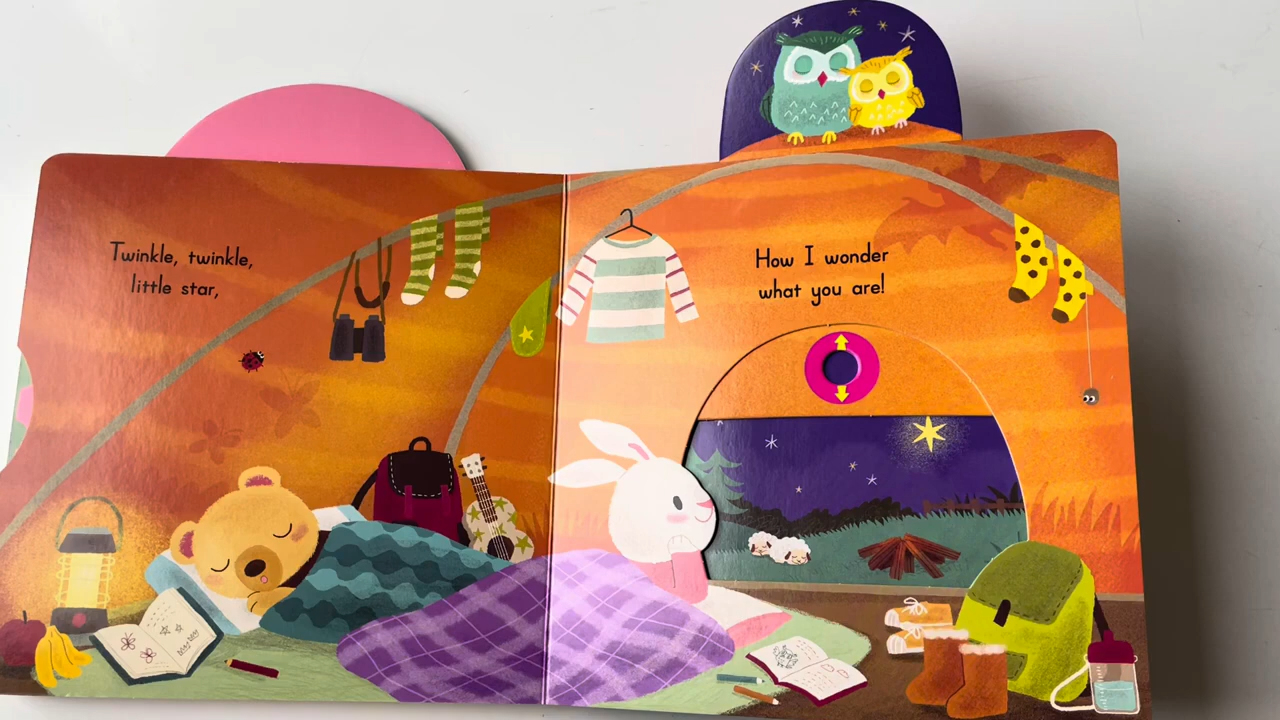 Twinkle, twinkle,
little star,
How I wonder
what you are!